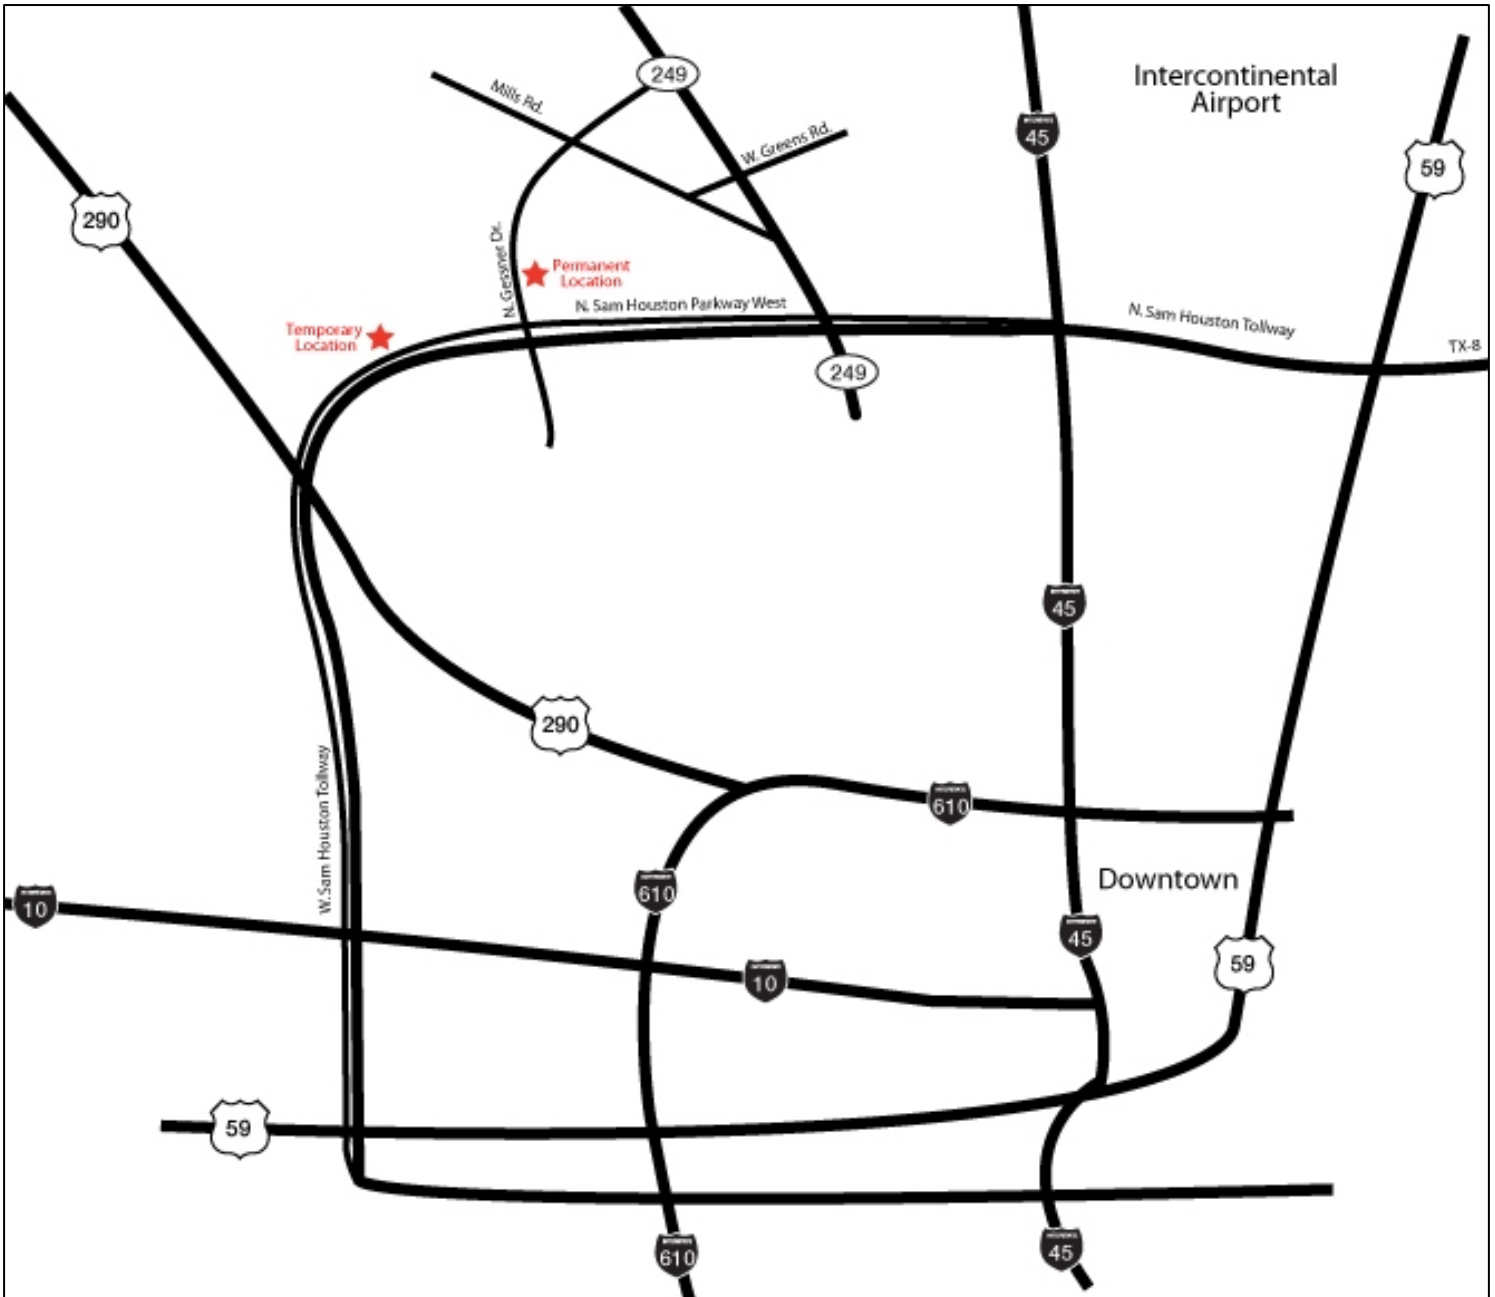 249
Intercontinental
Airport
Mills Rd.
W. Greens Rd.
45
59
290
N. Gessner Dr.
Permanent
Location
N. Sam Houston Parkway West
N. Sam Houston Tollway
Temporary
Location
TX-8
249
45
290
W. Sam Houston Tollway
610
Downtown
610
10
45
59
10
59
610
45